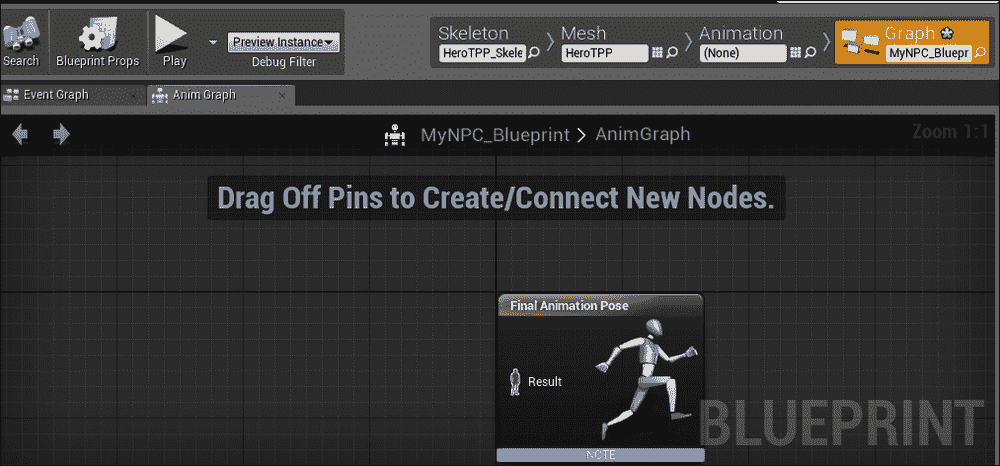 Search
Blueprint Props
Play
Preview Instance
Debug Filter
Skeleton
HeroTPP_Skele
Mesh
HeroTPP
Animation
(None)
Graph
MyNPC_Bluepr
Event Graph
Anim Graph
MyNPC_Blueprint > AnimGraph
Zoom 1:1
Drag Off Pins to Create/Connect New Nodes.
Final Animation Pose
Result
BLUEPRINT
NOTE